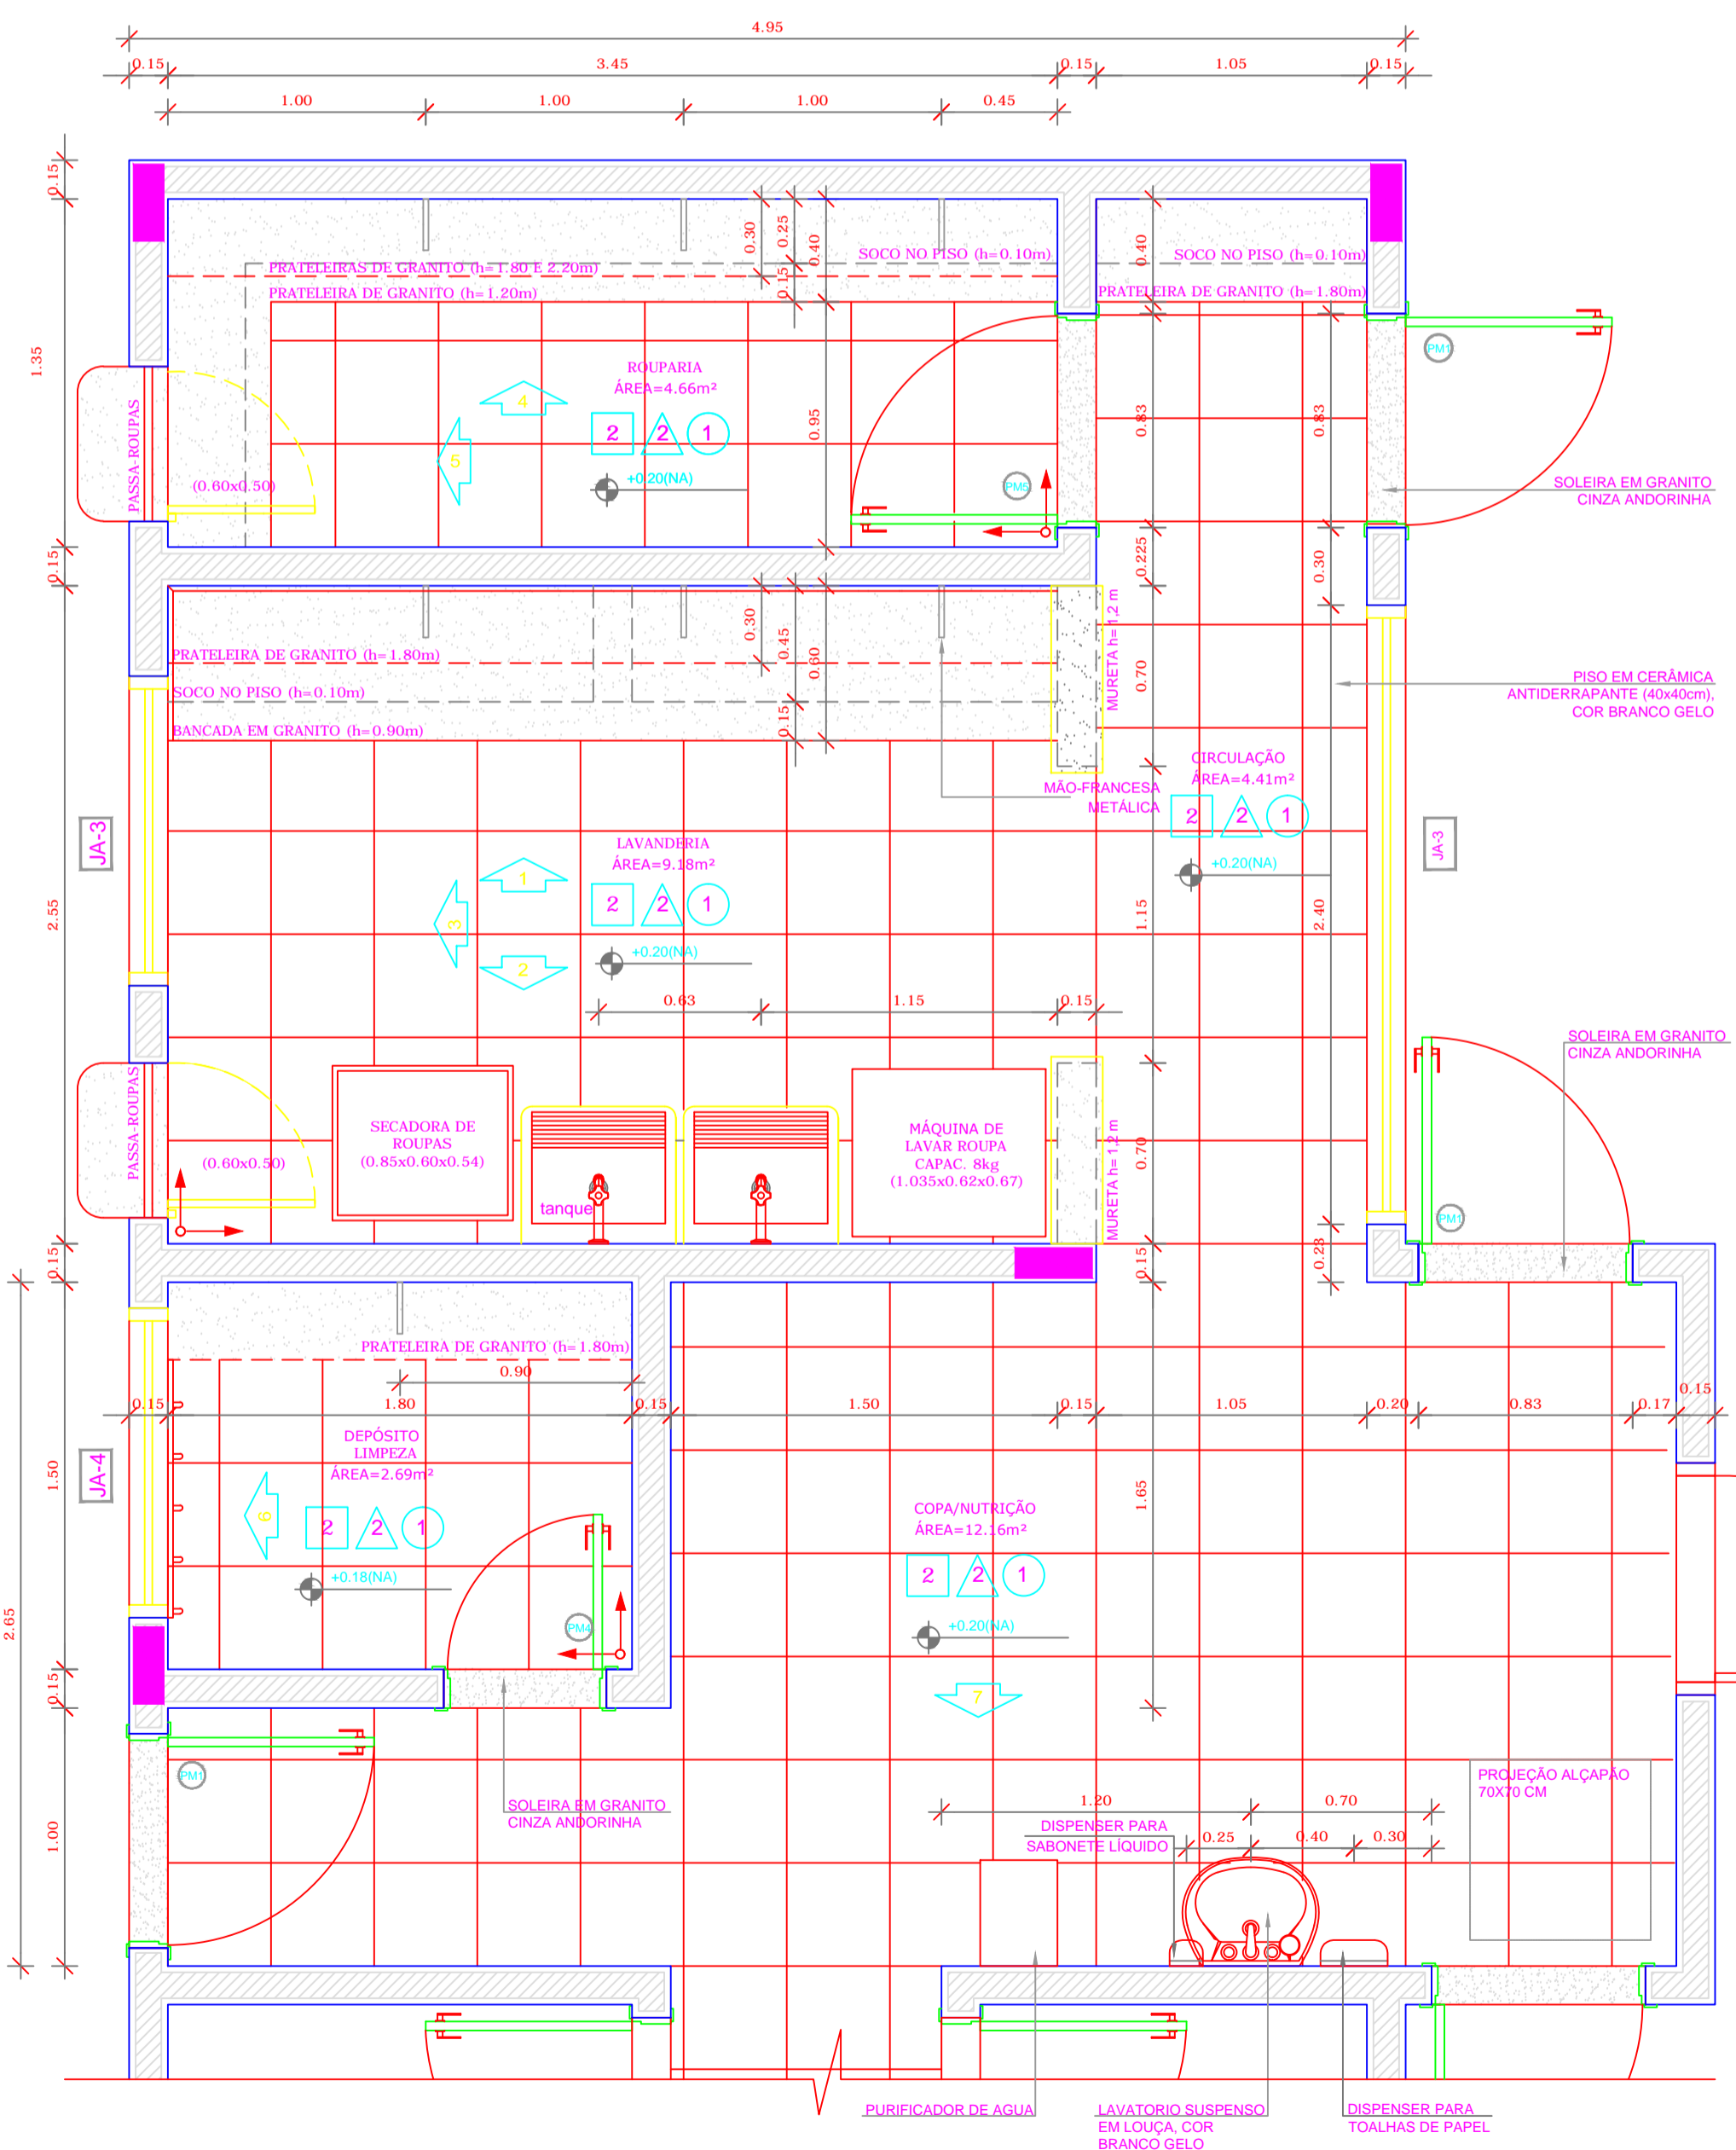 4.95
0.15 3.45 0.15 1.05 0.15
1.00 1.00 1.00 0.45
0.15
1.35
0.15
2.55
0.15
1.50
2.65
0.15
1.00
0.30
0.25
0.40
0.15
0.95
0.40
PRATELEIRAS DE GRANITO (h=1.80 E 2.20m)
PRATELEIRA DE GRANITO (h=1.20m)
SOCO NO PISO (h=0.10m)
SOCO NO PISO (h=0.10m)
PRATELEIRA DE GRANITO (h=1.80m)
PASSA-ROUPAS
(0.60x0.50)
ROUPARIA
ÁREA=4.66m²
4
5
2 2 1
+0.20(NA)
PM5
0.83
0.83
PM1
SOLEIRA EM GRANITO
CINZA ANDORINHA
0.225
0.30
0.30
0.45
0.60
0.15
PRATELEIRA DE GRANITO (h=1.80m)
SOCO NO PISO (h=0.10m)
BANCADA EM GRANITO (h=0.90m)
MURETA h= 1,2 m
0.70
PISO EM CERÂMICA
ANTIDERRAPANTE (40x40cm),
COR BRANCO GELO
MÃO-FRANCESA
METÁLICA
CIRCULAÇÃO
ÁREA=4.41m²
2 2 1
+0.20(NA)
JA-3
JA-3
LAVANDERIA
ÁREA=9.18m²
1
3
2
2 2 1
+0.20(NA)
1.15
2.40
0.63 1.15 0.15
SOLEIRA EM GRANITO
CINZA ANDORINHA
PASSA-ROUPAS
(0.60x0.50)
SECADORA DE
ROUPAS
(0.85x0.60x0.54)
tanque
MÁQUINA DE
LAVAR ROUPA
CAPAC. 8kg
(1.035x0.62x0.67)
MURETA h= 1,2 m
0.70
PM1
0.15
0.23
PRATELEIRA DE GRANITO (h=1.80m)
0.90
0.15 1.80 0.15 1.50 0.15 1.05 0.20 0.83 0.17 0.15
JA-4
DEPÓSITO
LIMPEZA
ÁREA=2.69m²
6
2 2 1
+0.18(NA)
PM4
1.65
COPA/NUTRIÇÃO
ÁREA=12.16m²
2 2 1
+0.20(NA)
7
PM1
SOLEIRA EM GRANITO
CINZA ANDORINHA
PROJEÇÃO ALÇAPÃO
70X70 CM
1.20 0.70
DISPENSER PARA
SABONETE LÍQUIDO
0.25 0.40 0.30
PURIFICADOR DE AGUA
LAVATORIO SUSPENSO
EM LOUÇA, COR
BRANCO GELO
DISPENSER PARA
TOALHAS DE PAPEL